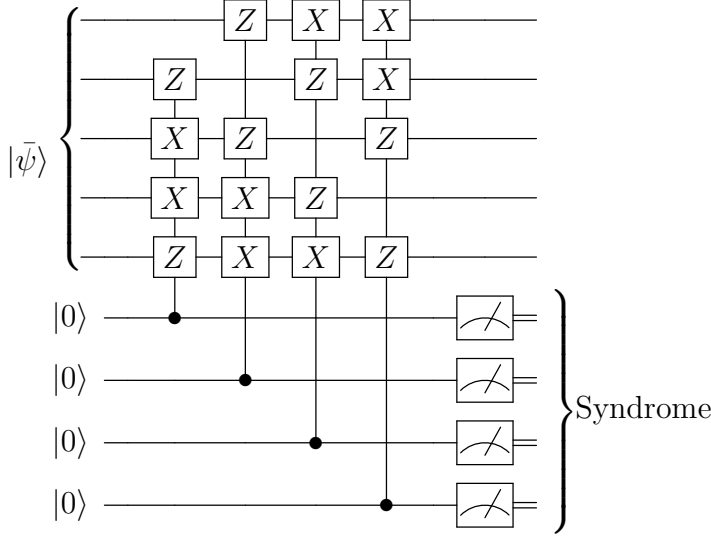 Z X X
Z Z X
X Z Z
|ψ̄⟩
X X Z
Z X X Z
|0⟩
|0⟩
Syndrome
|0⟩
|0⟩